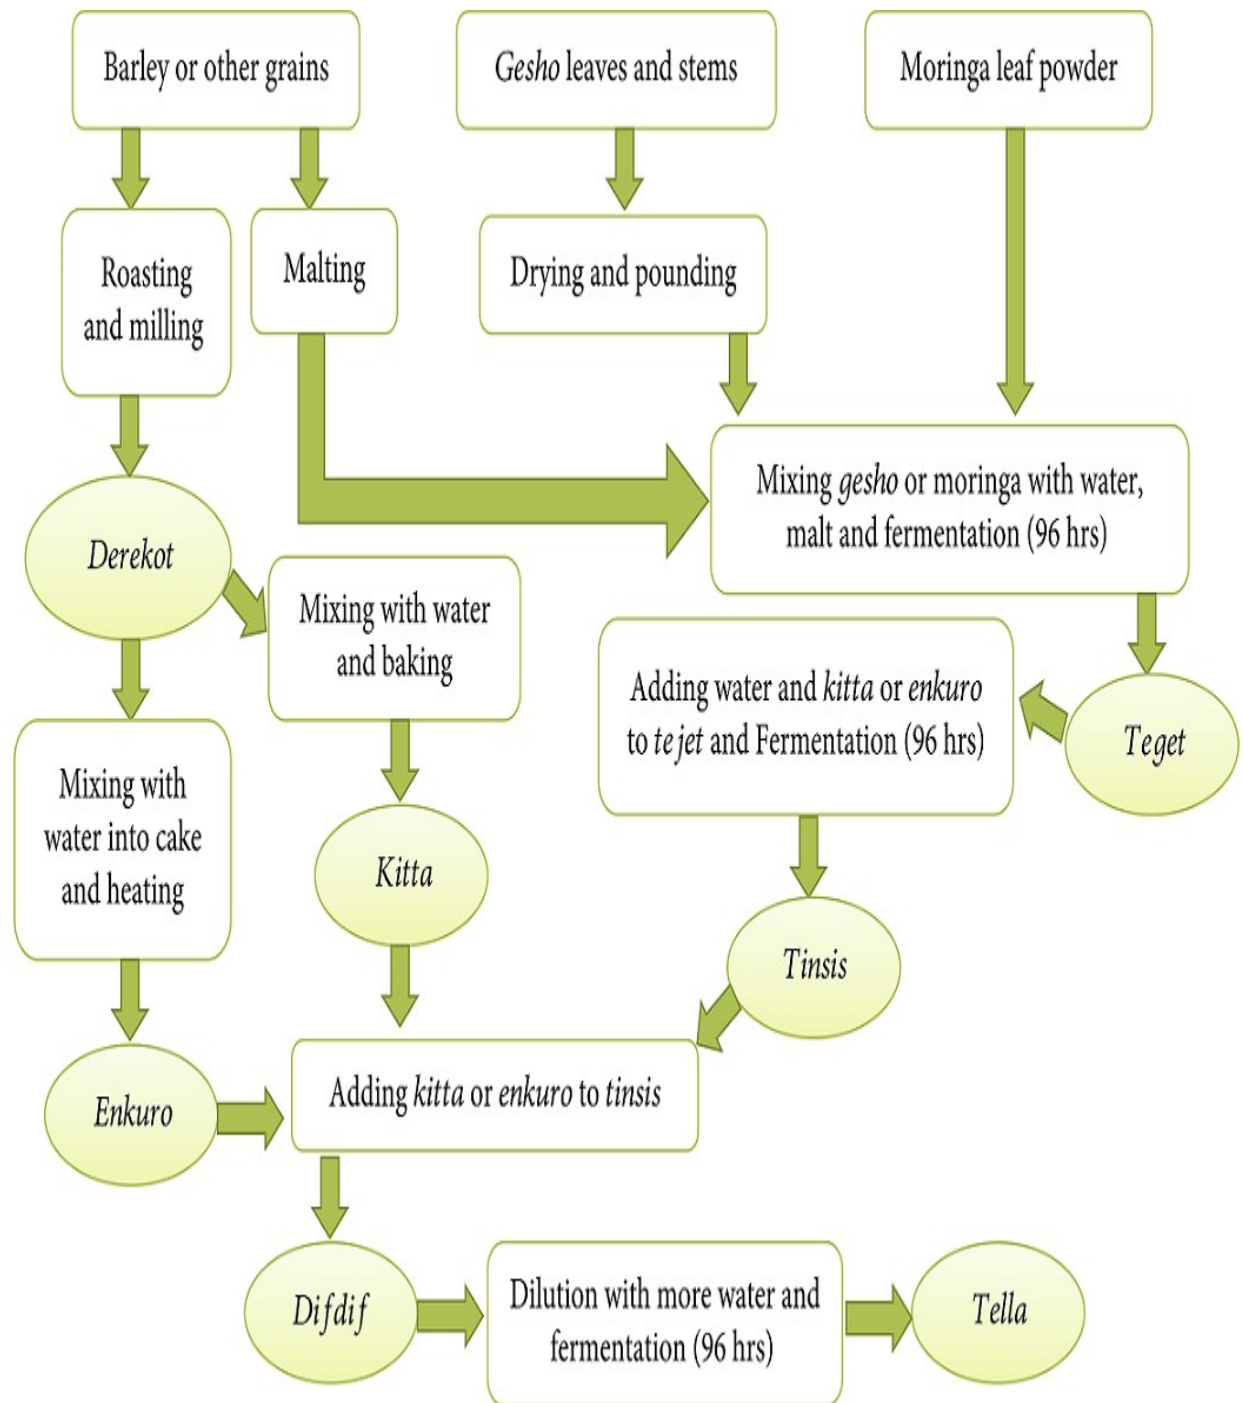 Barley or other grains
Gesho leaves and stems
Moringa leaf powder
Roasting
and milling
Malting
Drying and pounding
Mixing gesho or moringa with water,
malt and fermentation (96 hrs)
Derekot
Mixing with water
and baking
Adding water and kitta or enkuro
to tejet and Fermentation (96 hrs)
Teget
Mixing with
water into cake
and heating
Kitta
Tinsis
Enkuro
Adding kitta or enkuro to tinsis
Difdif
Dilution with more water and
fermentation (96 hrs)
Tella